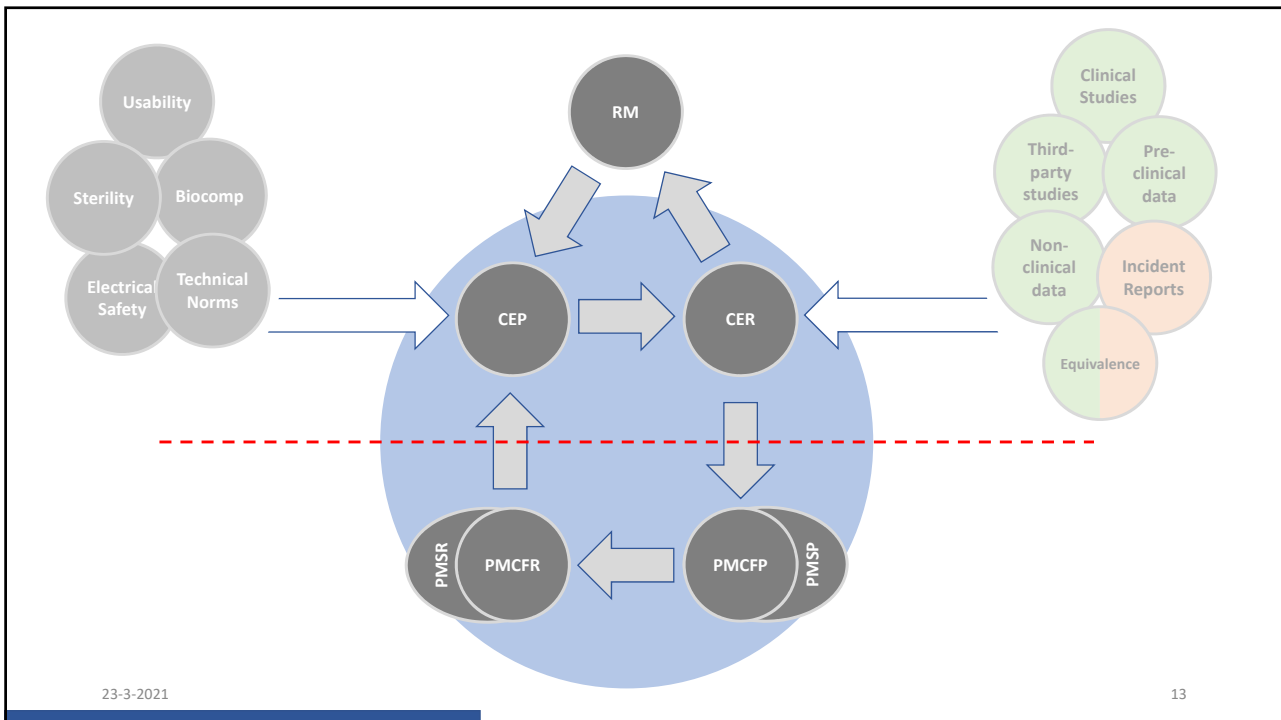 Usability
Sterility
Biocomp
Electrical
Safety
Technical
Norms
RM
CEP
CER
PMSR
PMCFR
PMCFP
PMSP
Clinical
Studies
Third-
party
studies
Pre-
clinical
data
Non-
clinical
data
Incident
Reports
Equivalence
23-3-2021
13